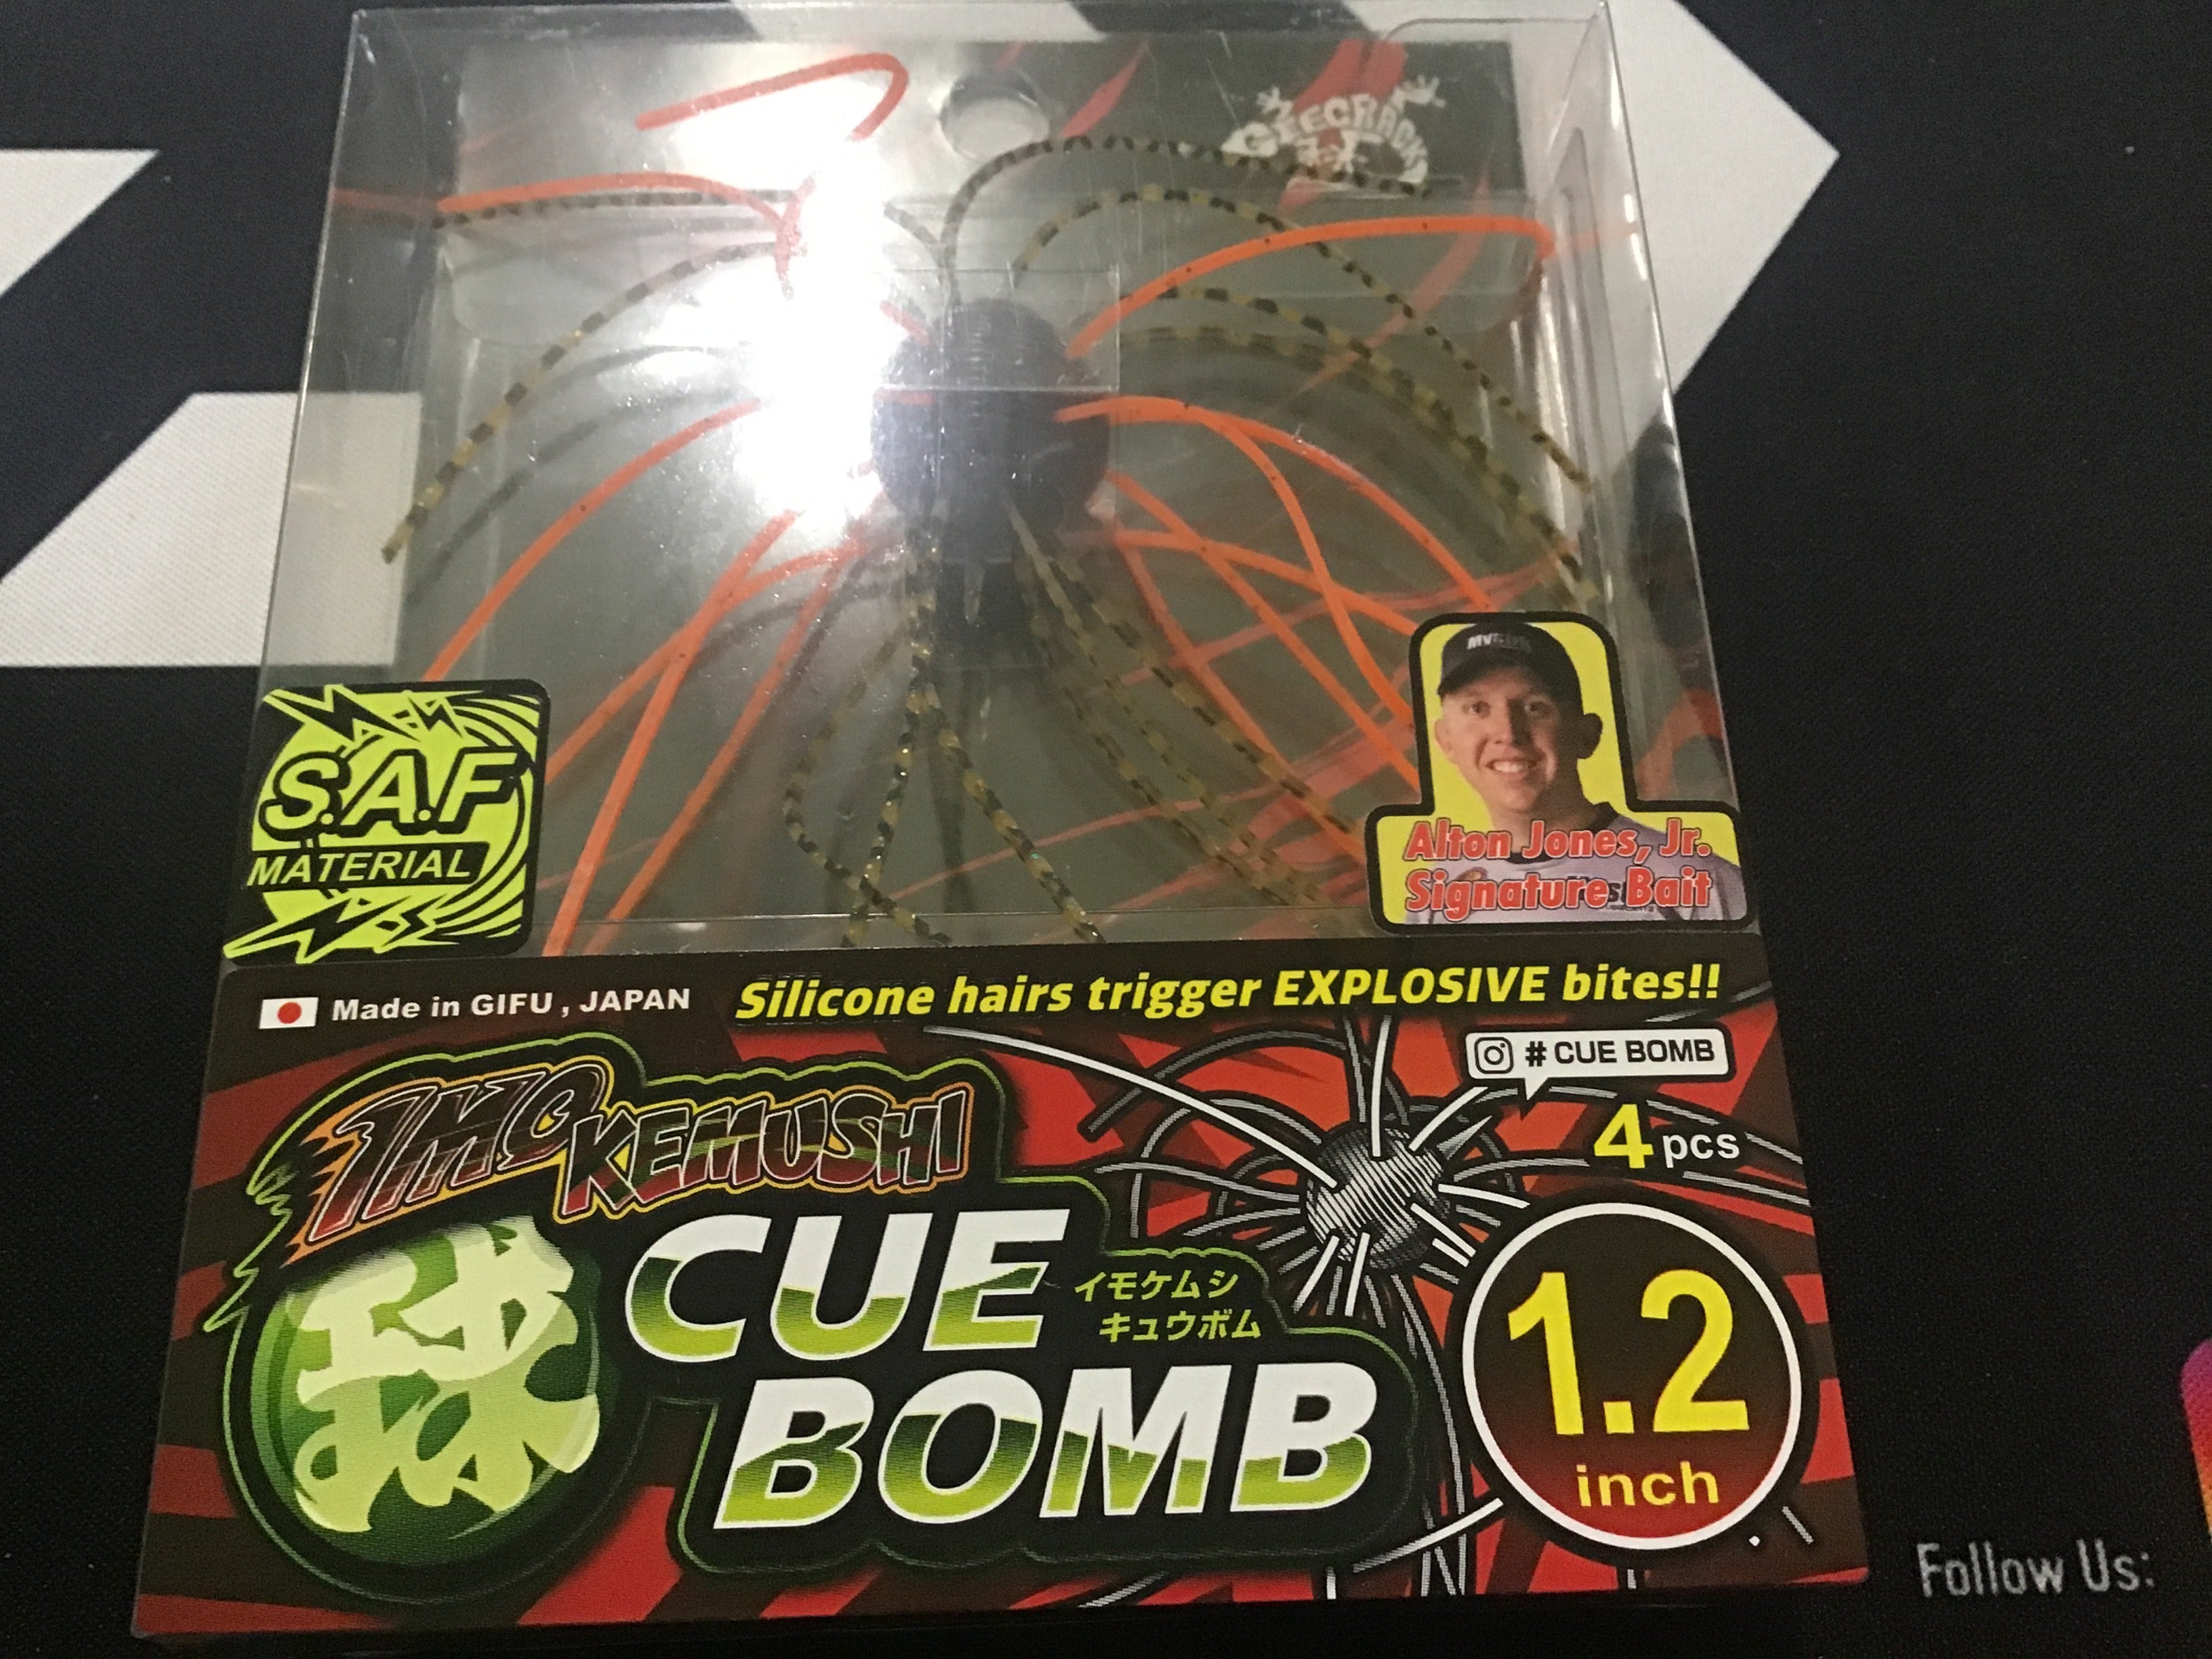 GEECRACK
S.A.F
MATERIAL
Alton Jones, Jr.
Signature Bait
Made in GIFU , JAPAN
Silicone hairs trigger EXPLOSIVE bites!!
# CUE BOMB
IMO KEMUSHI
4 pcs
CUE
BOMB
イモケムシ
キュウボム
1.2
inch
Follow Us: